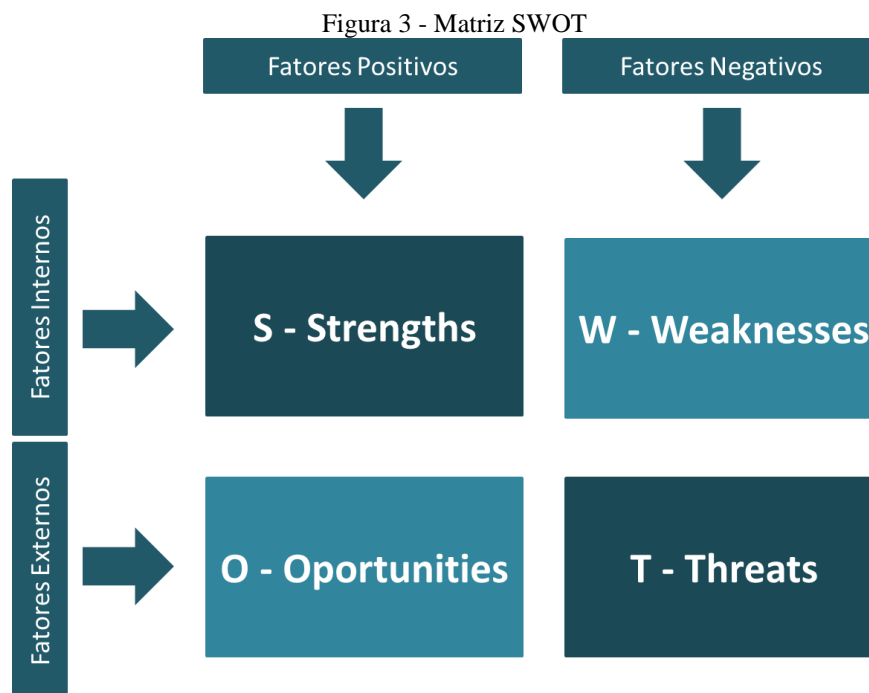 Figura 3 - Matriz SWOT
Fatores Positivos
Fatores Negativos
Fatores Internos
S - Strengths
W - Weaknesses
Fatores Externos
O - Oportunities
T - Threats